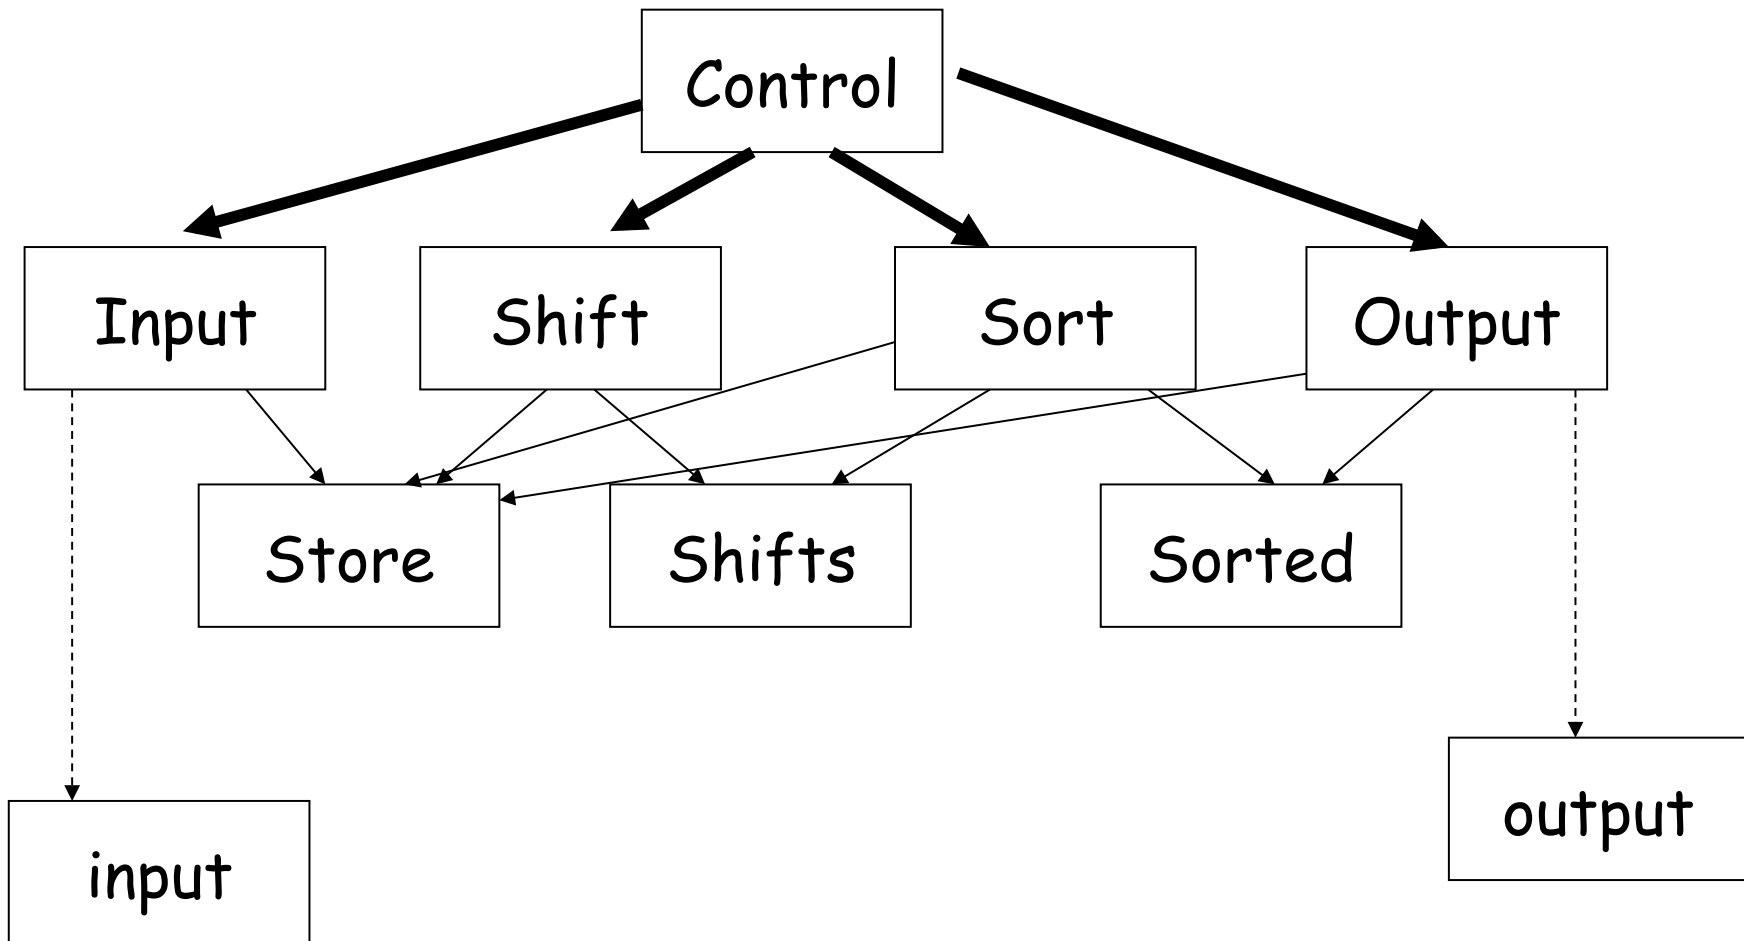 Control
Input
Shift
Sort
Output
Store
Shifts
Sorted
output
input